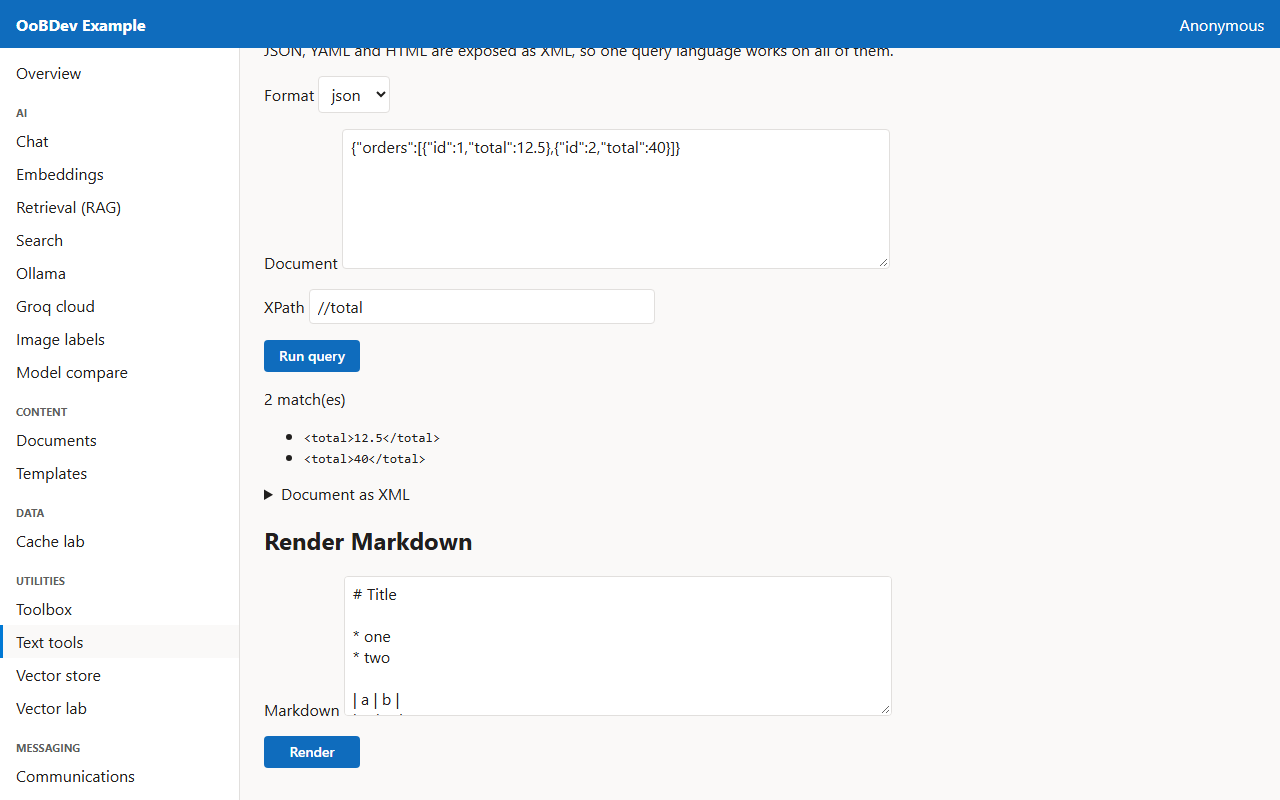 OoBDev Example
Anonymous
Overview
AI
Chat
Embeddings
Retrieval (RAG)
Search
Ollama
Groq cloud
Image labels
Model compare
CONTENT
Documents
Templates
DATA
Cache lab
UTILITIES
Toolbox
Text tools
Vector store
Vector lab
MESSAGING
Communications
JSON, YAML and HTML are exposed as XML, so one query language works on all of them.
Format json
{"orders":[{"id":1,"total":12.5},{"id":2,"total":40}]}
Document
XPath //total
Run query
2 match(es)
<total>12.5</total>
<total>40</total>
Document as XML
Render Markdown
# Title
* one
* two
| a | b |
Markdown
Render